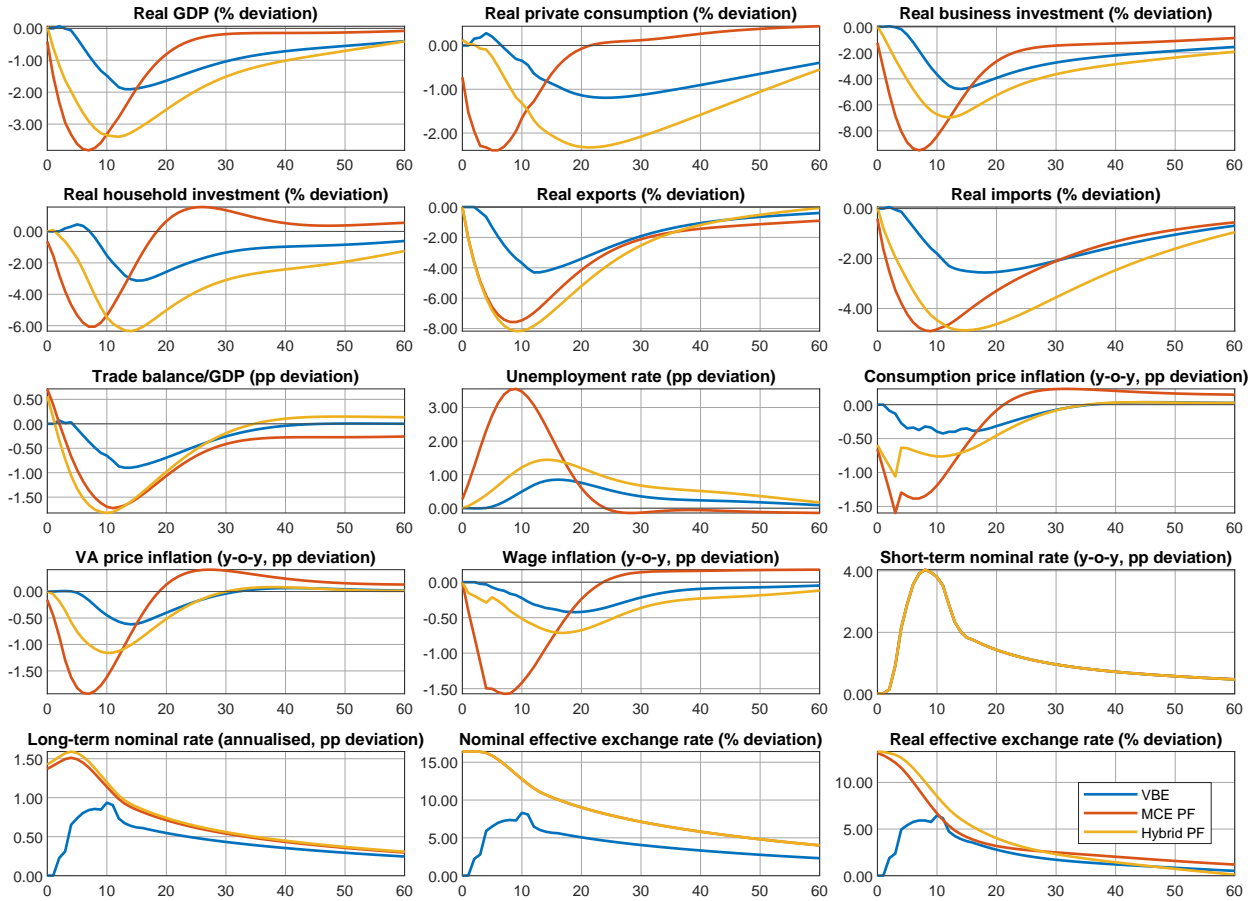 Real GDP (% deviation)
0.00
-1.00
-2.00
-3.00
0 10 20 30 40 50 60
Real private consumption (% deviation)
0.00
-1.00
-2.00
0 10 20 30 40 50 60
Real business investment (% deviation)
0.00
-2.00
-4.00
-6.00
-8.00
0 10 20 30 40 50 60
Real household investment (% deviation)
0.00
-2.00
-4.00
-6.00
0 10 20 30 40 50 60
Real exports (% deviation)
0.00
-2.00
-4.00
-6.00
-8.00
0 10 20 30 40 50 60
Real imports (% deviation)
0.00
-2.00
-4.00
0 10 20 30 40 50 60
Trade balance/GDP (pp deviation)
0.50
0.00
-0.50
-1.00
-1.50
0 10 20 30 40 50 60
Unemployment rate (pp deviation)
3.00
2.00
1.00
0.00
0 10 20 30 40 50 60
Consumption price inflation (y-o-y, pp deviation)
0.00
-0.50
-1.00
-1.50
0 10 20 30 40 50 60
VA price inflation (y-o-y, pp deviation)
0.00
-0.50
-1.00
-1.50
0 10 20 30 40 50 60
Wage inflation (y-o-y, pp deviation)
0.00
-0.50
-1.00
-1.50
0 10 20 30 40 50 60
Short-term nominal rate (y-o-y, pp deviation)
4.00
2.00
0.00
0 10 20 30 40 50 60
Long-term nominal rate (annualised, pp deviation)
1.50
1.00
0.50
0.00
0 10 20 30 40 50 60
Nominal effective exchange rate (% deviation)
15.00
10.00
5.00
0.00
0 10 20 30 40 50 60
Real effective exchange rate (% deviation)
10.00
5.00
0.00
0 10 20 30 40 50 60
VBE
MCE PF
Hybrid PF